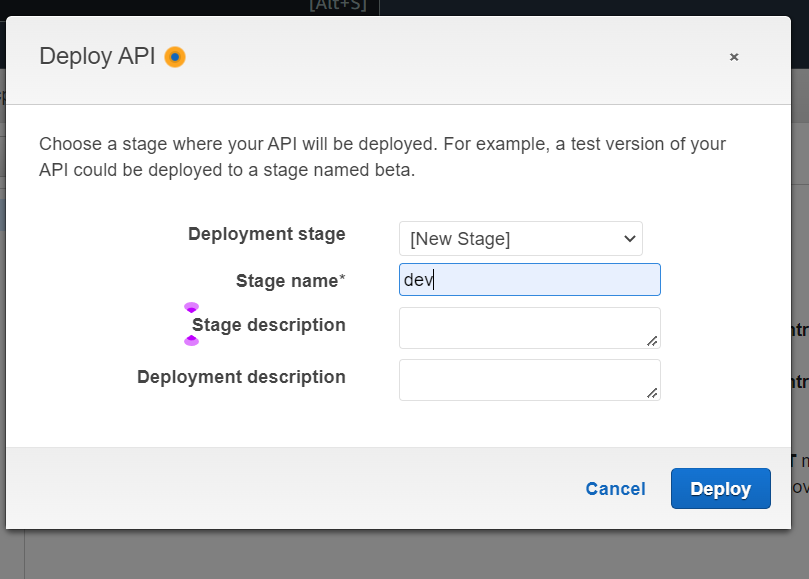 [Alt+S]
Deploy API
×
Choose a stage where your API will be deployed. For example, a test version of your
API could be deployed to a stage named beta.
Deployment stage [New Stage]
Stage name* dev
Stage description
Deployment description
Cancel Deploy